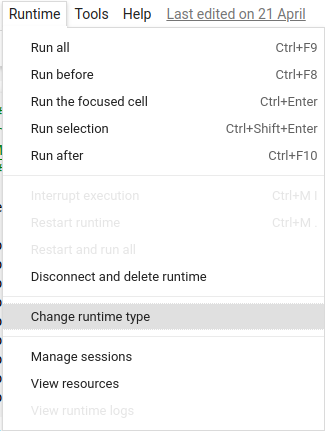 Runtime Tools Help Last edited on 21 April
Run all Ctrl+F9
Run before Ctrl+F8
Run the focused cell Ctrl+Enter
Run selection Ctrl+Shift+Enter
Run after Ctrl+F10
Interrupt execution Ctrl+M I
Restart runtime Ctrl+M .
Restart and run all
Disconnect and delete runtime
Change runtime type
Manage sessions
View resources
View runtime logs